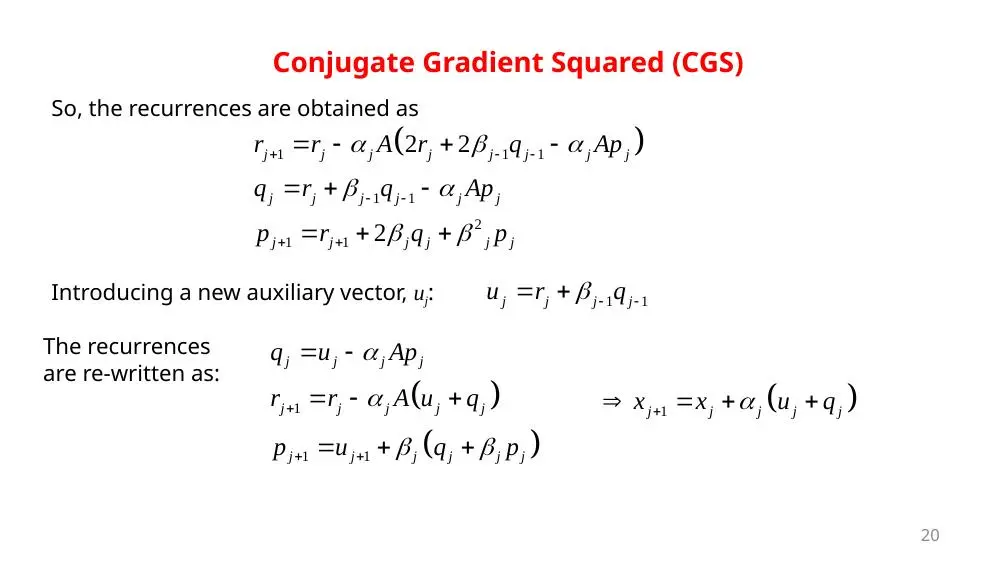 Conjugate Gradient Squared (CGS)
So, the recurrences are obtained as
r_{j+1} = r_j - α_j A(2r_j + 2β_{j-1}q_{j-1} - α_j Ap_j)
q_j = r_j + β_{j-1}q_{j-1} - α_j Ap_j
p_{j+1} = r_{j+1} + 2β_j q_j + β^2_j p_j
Introducing a new auxiliary vector, u_j: u_j = r_j + β_{j-1}q_{j-1}
The recurrences
are re-written as:
q_j = u_j - α_j Ap_j
r_{j+1} = r_j - α_j A(u_j + q_j) ⇒ x_{j+1} = x_j + α_j(u_j + q_j)
p_{j+1} = u_{j+1} + β_j(q_j + β_j p_j)
20